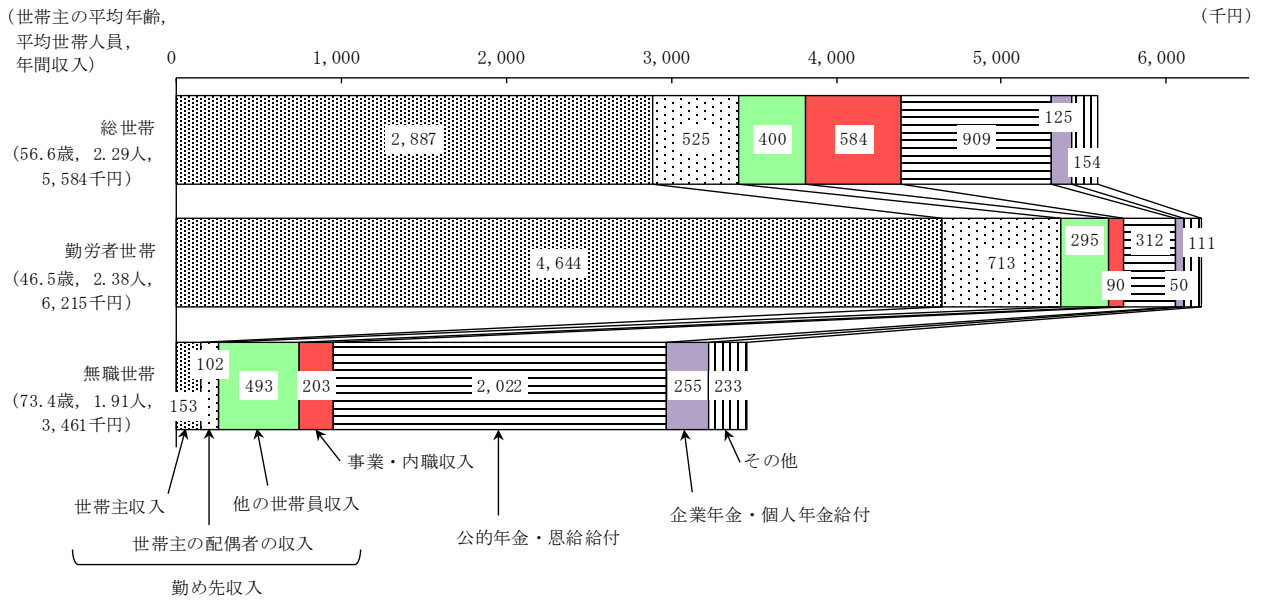 (世帯主の平均年齢,
平均世帯人員,
年間収入)
(千円)
0 1,000 2,000 3,000 4,000 5,000 6,000
総世帯
(56.6歳, 2.29人,
5,584千円)
2,887 525 400 584 909 125 154
勤労者世帯
(46.5歳, 2.38人,
6,215千円)
4,644 713 295 90 312 50 111
無職世帯
(73.4歳, 1.91人,
3,461千円)
153 102 493 203 2,022 255 233
事業・内職収入
その他
世帯主収入
他の世帯員収入
企業年金・個人年金給付
世帯主の配偶者の収入
公的年金・恩給給付
勤め先収入